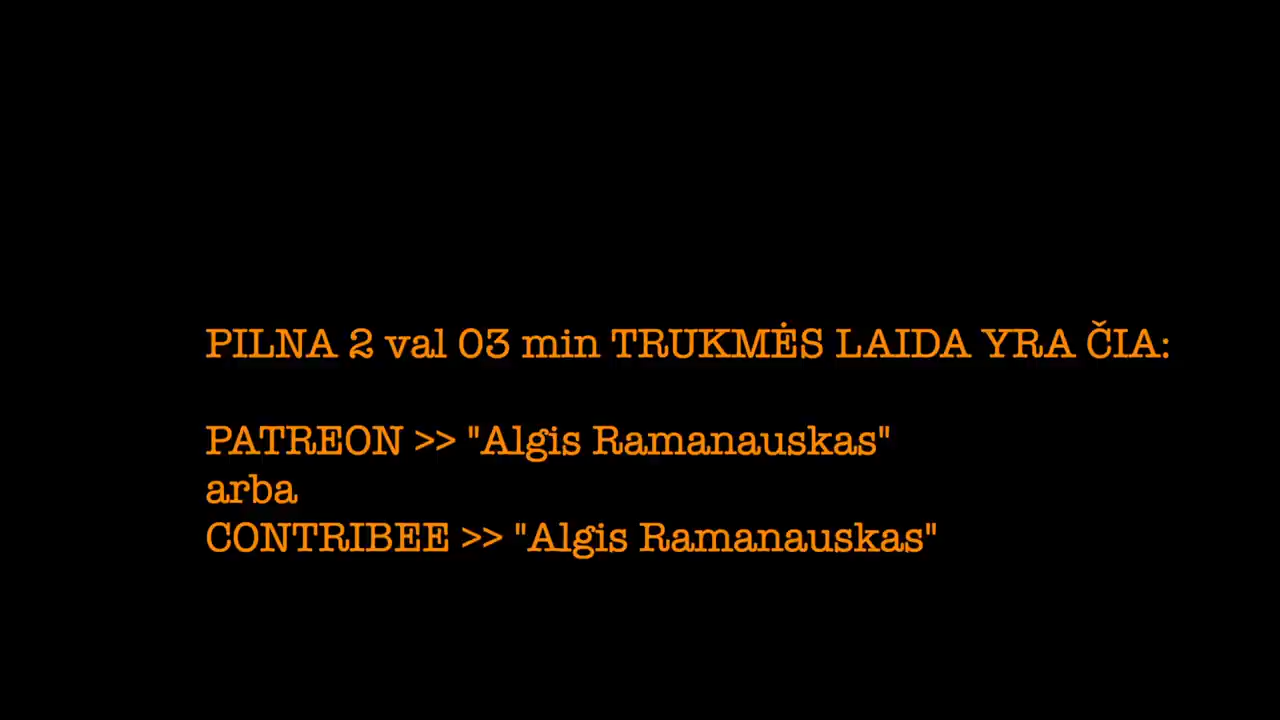 PILNA 2 val 03 min TRUKMĖS LAIDA YRA ČIA:
PATREON >> "Algis Ramanauskas"
arba
CONTRIBEE >> "Algis Ramanauskas"